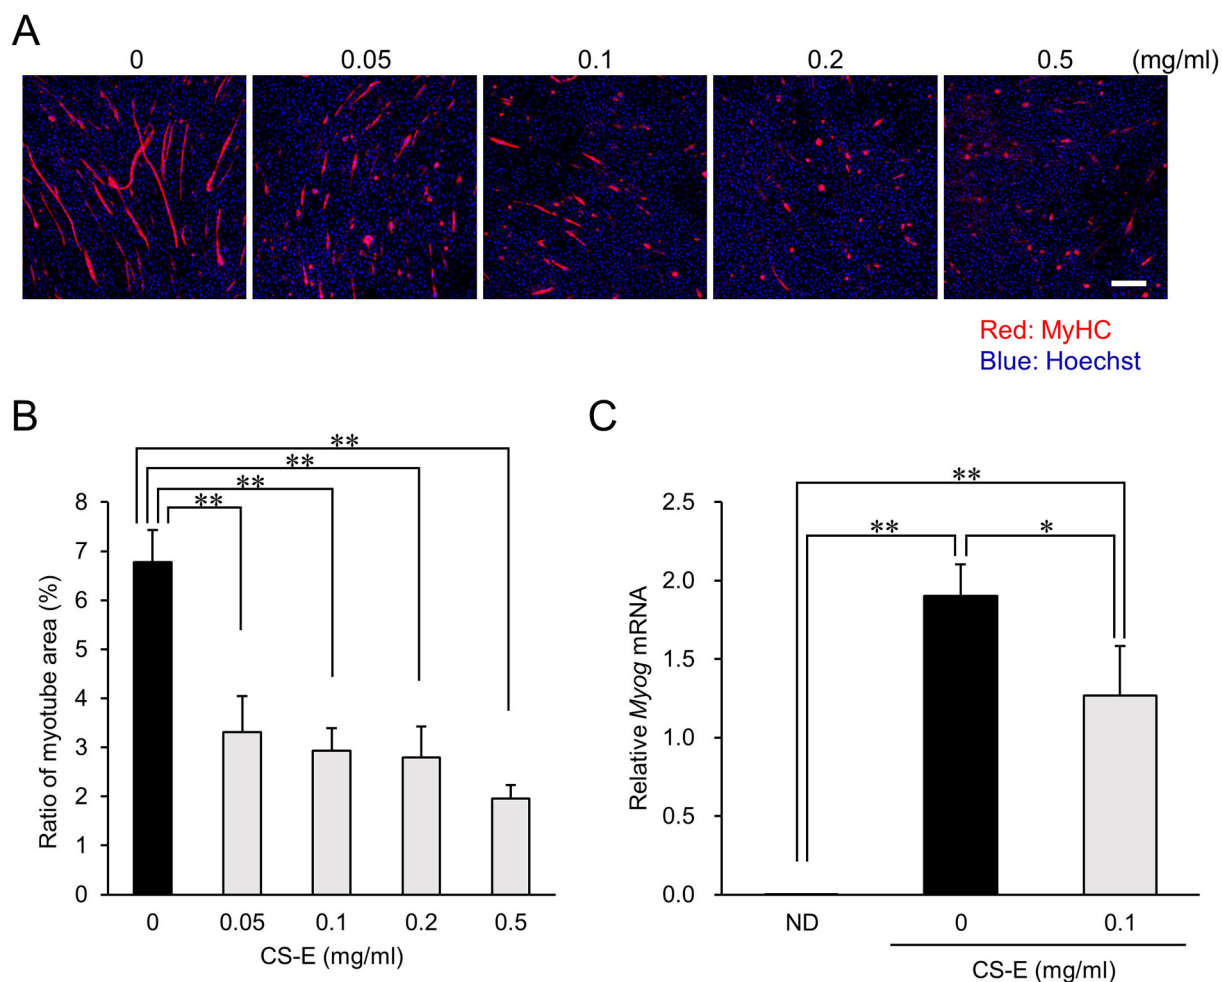 A
0 0.05 0.1 0.2 0.5 (mg/ml)
Red: MyHC
Blue: Hoechst
B
**
**
**
**
8
7
6
5
4
3
2
1
0
Ratio of myotube area (%)
0 0.05 0.1 0.2 0.5
CS-E (mg/ml)
C
**
** *
2.5
2.0
1.5
1.0
0.5
0.0
Relative Myog mRNA
ND 0 0.1
CS-E (mg/ml)